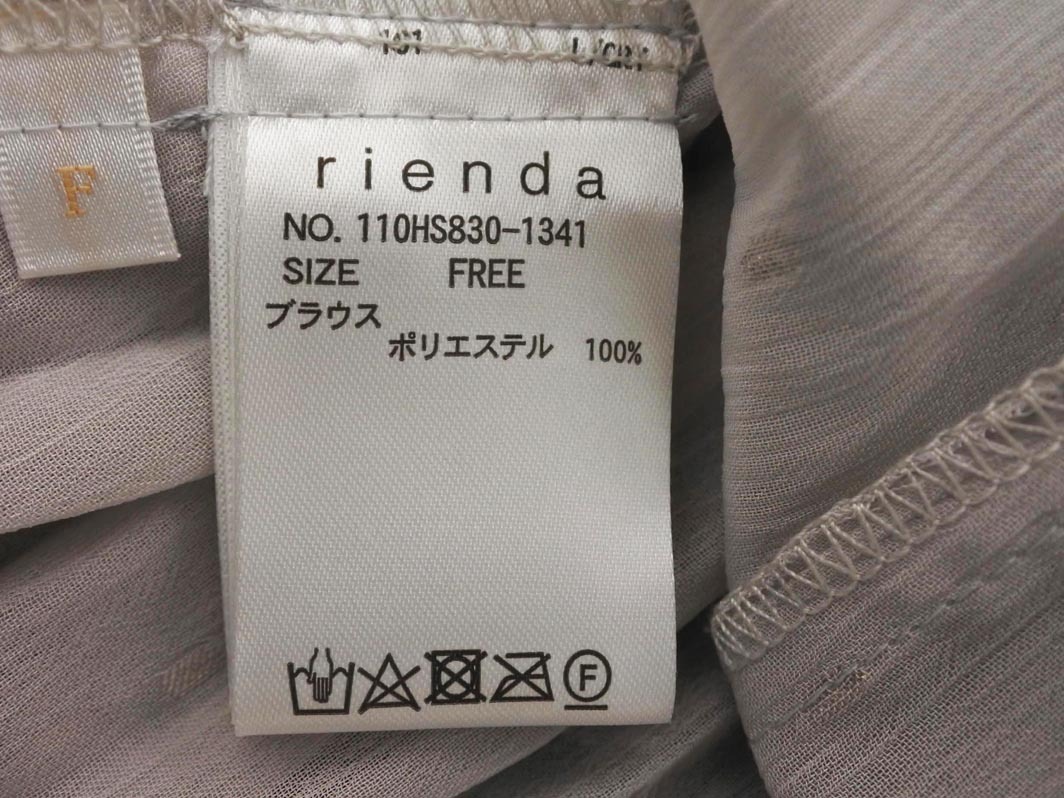 F
rienda
NO. 110HS830-1341
SIZE FREE
ブラウス
ポリエステル 100%
F